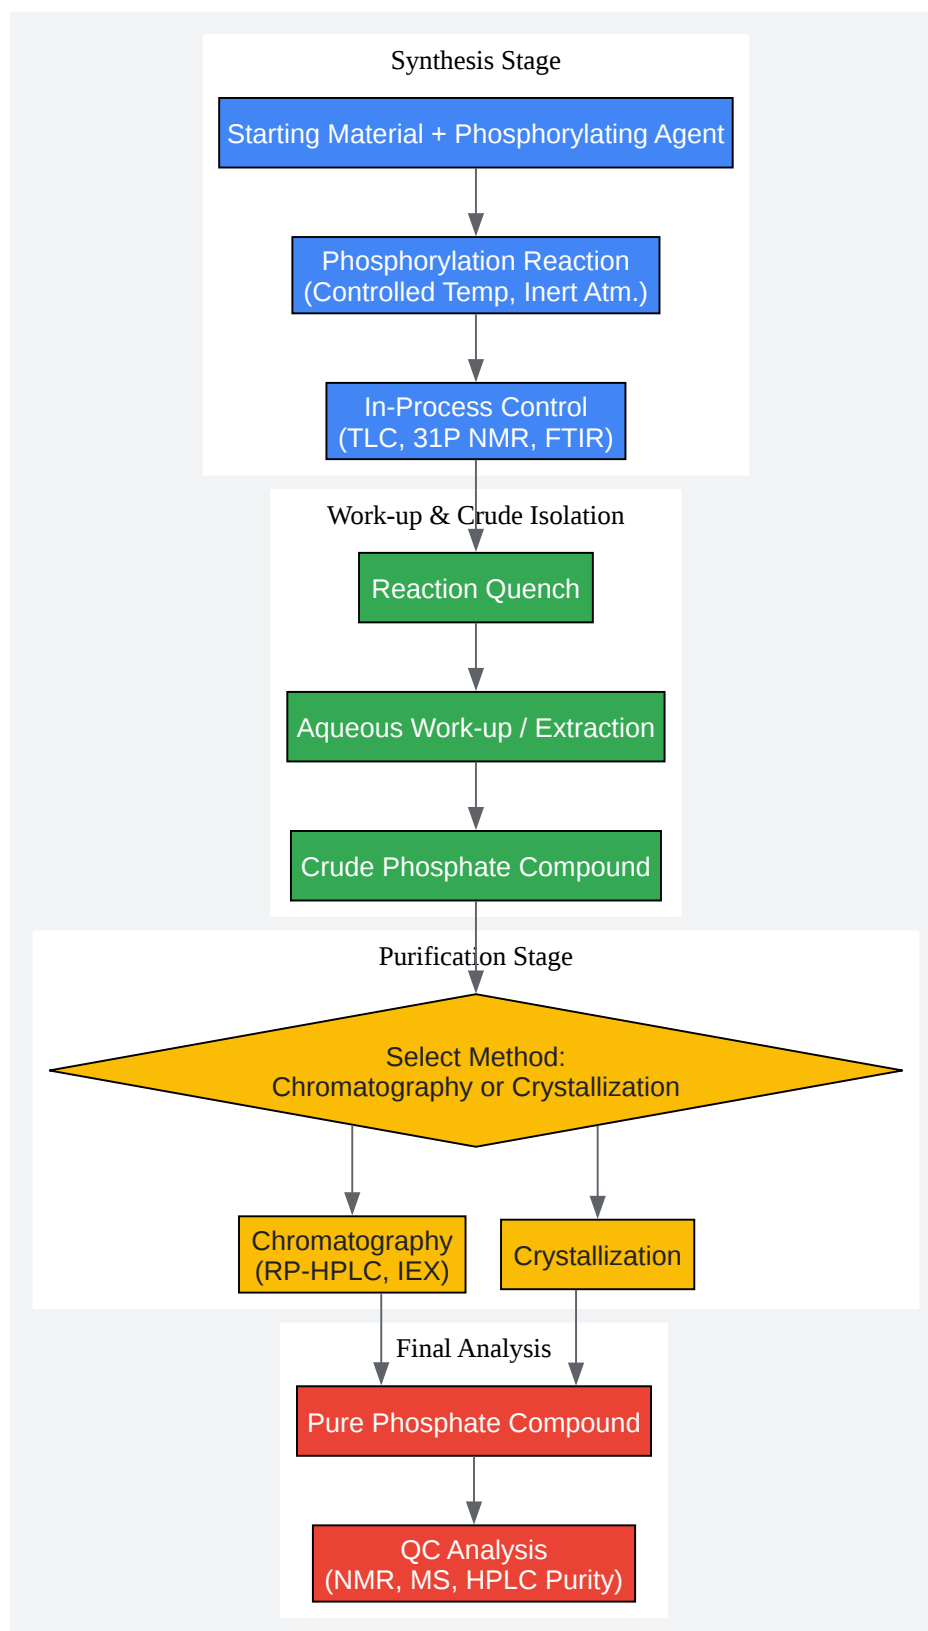 Synthesis Stage
Starting Material + Phosphorylating Agent
Phosphorylation Reaction
(Controlled Temp, Inert Atm.)
In-Process Control
(TLC, 31P NMR, FTIR)
Work-up & Crude Isolation
Reaction Quench
Aqueous Work-up / Extraction
Crude Phosphate Compound
Purification Stage
Select Method:
Chromatography or Crystallization
Chromatography
(RP-HPLC, IEX)
Crystallization
Final Analysis
Pure Phosphate Compound
QC Analysis
(NMR, MS, HPLC Purity)